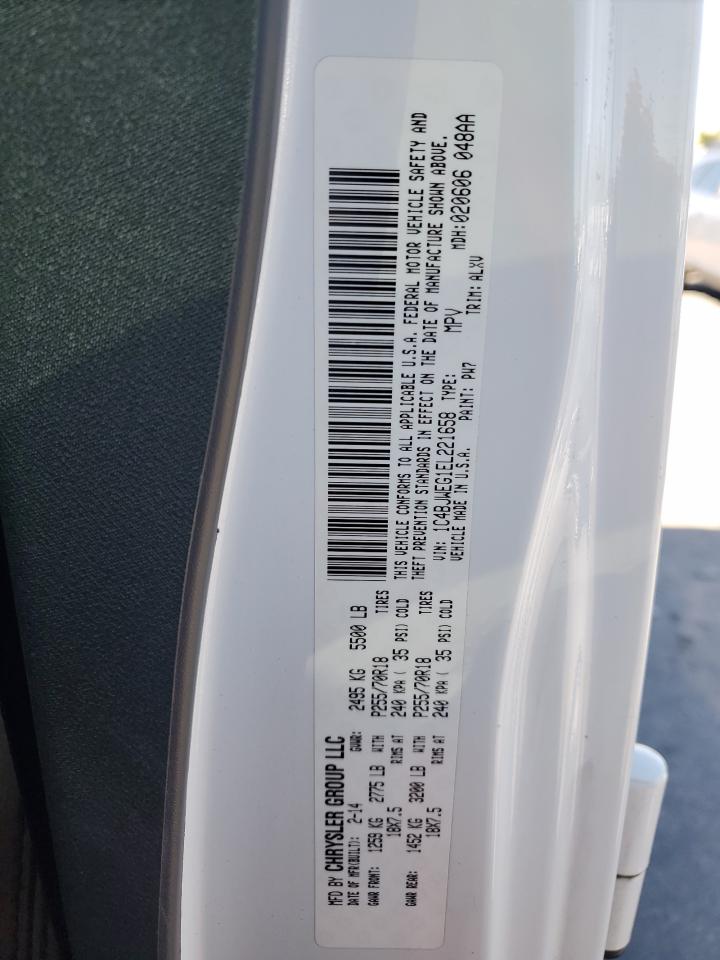 MFD BY CHRYSLER GROUP LLC
DATE OF MFR(BUILT): 2-14 GVWR: 2495 KG 5500 LB
GAWR FRONT: 1259 KG 2775 LB WITH P255/70R18 TIRES
18X7.5 RIMS AT 240 KPA ( 35 PSI) COLD
GAWR REAR: 1452 KG 3200 LB WITH P255/70R18 TIRES
18X7.5 RIMS AT 240 KPA ( 35 PSI) COLD
THIS VEHICLE CONFORMS TO ALL APPLICABLE U.S.A. FEDERAL MOTOR VEHICLE SAFETY AND
THEFT PREVENTION STANDARDS IN EFFECT ON THE DATE OF MANUFACTURE SHOWN ABOVE.
VIN: 1C4BJWEG1EL221658 TYPE: MPV MDH:020606 048AA
VEHICLE MADE IN U.S.A. PAINT: PW7 TRIM: ALXV